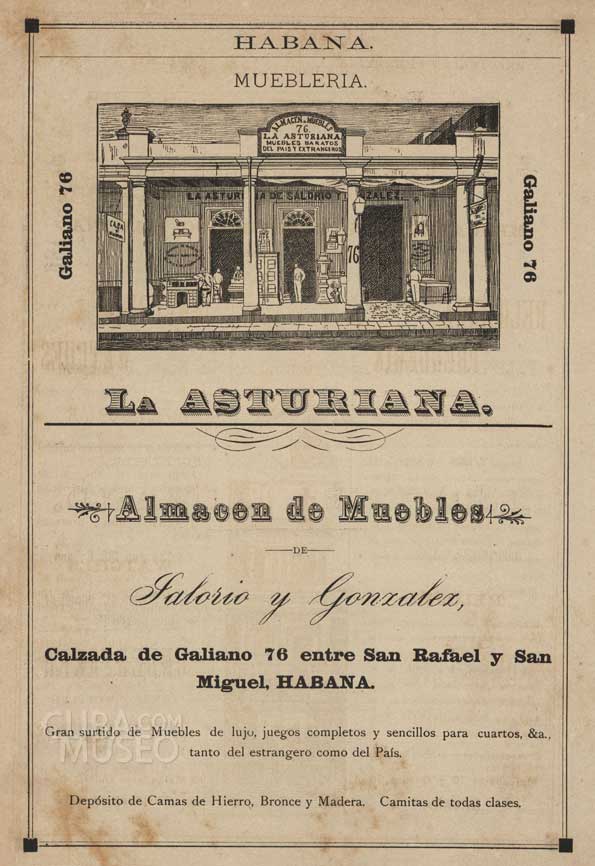 HABANA.
MUEBLERIA.
ALMACEN DE MUEBLES
76
LA ASTURIANA
MUEBLES BARATOS
DEL PAIS Y EXTRANGEROS
LA ASTURIANA DE SALORIO Y GONZALEZ.
76
Galiano 76
Galiano 76
LA ASTURIANA.
Almacen de Muebles
DE
Salorio y Gonzalez,
Calzada de Galiano 76 entre San Rafael y San
Miguel, HABANA.
CUBA.COM
MUSEO
Gran surtido de Muebles de lujo, juegos completos y sencillos para cuartos, &a.,
tanto del estrangero como del País.
Depósito de Camas de Hierro, Bronce y Madera. Camitas de todas clases.